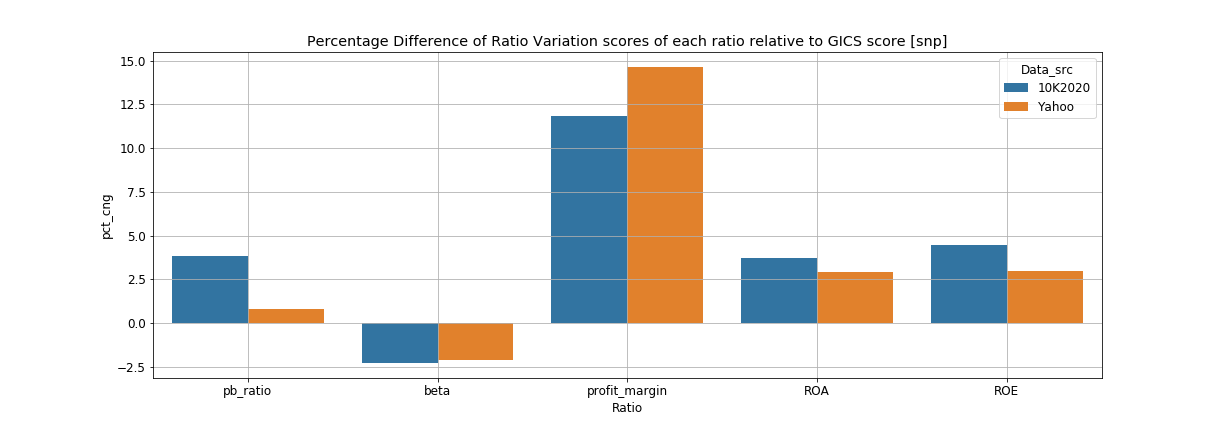 Percentage Difference of Ratio Variation scores of each ratio relative to GICS score [snp]
15.0
12.5
10.0
7.5
5.0
2.5
0.0
−2.5
pct_cng
Data_src
10K2020
Yahoo
pb_ratio
beta
profit_margin
ROA
ROE
Ratio